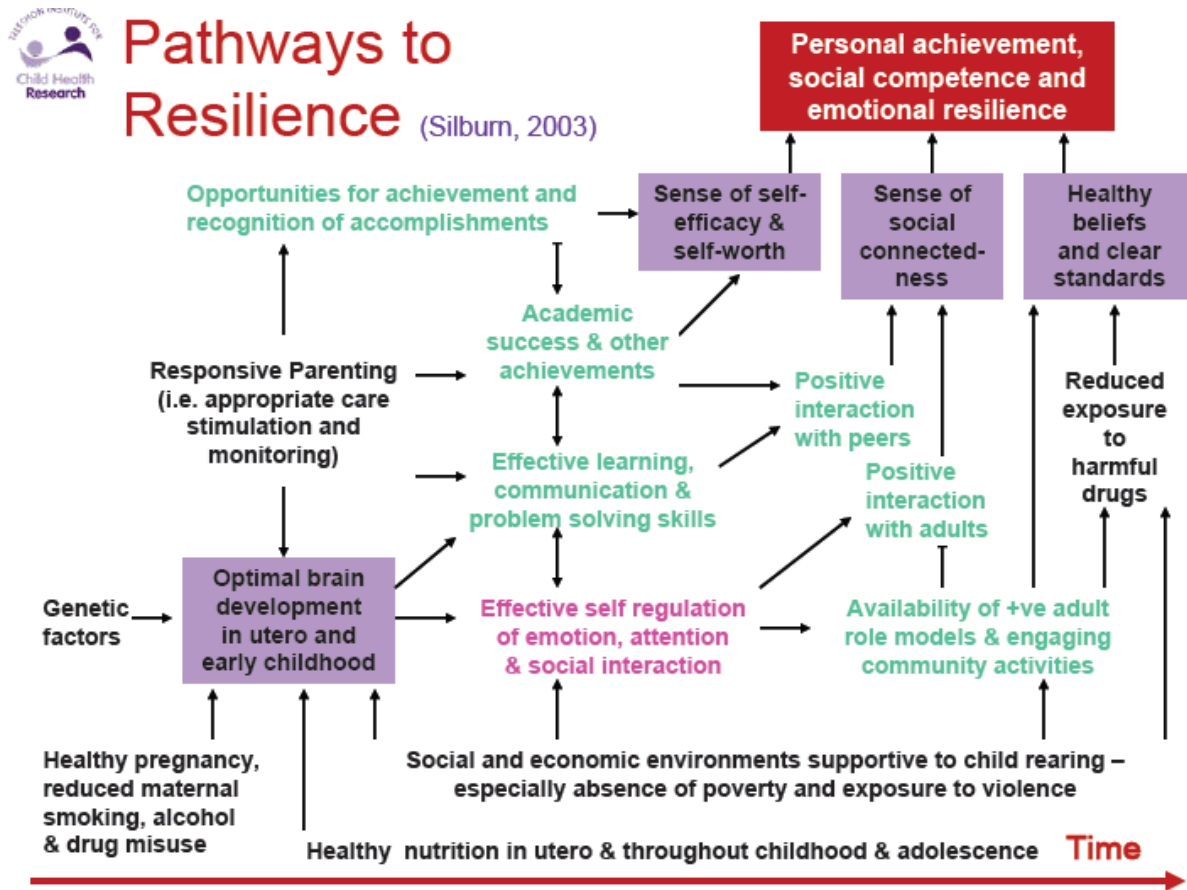 TELETHON INSTITUTE FOR
Child Health
Research
Pathways to
Resilience (Silburn, 2003)
Personal achievement,
social competence and
emotional resilience
Opportunities for achievement and
recognition of accomplishments
Sense of self-
efficacy &
self-worth
Sense of
social
connected-
ness
Healthy
beliefs
and clear
standards
Academic
success & other
achievements
Responsive Parenting
(i.e. appropriate care
stimulation and
monitoring)
Positive
interaction
with peers
Reduced
exposure
to
harmful
drugs
Effective learning,
communication &
problem solving skills
Positive
interaction
with adults
Genetic
factors
Optimal brain
development
in utero and
early childhood
Effective self regulation
of emotion, attention
& social interaction
Availability of +ve adult
role models & engaging
community activities
Healthy pregnancy,
reduced maternal
smoking, alcohol
& drug misuse
Social and economic environments supportive to child rearing –
especially absence of poverty and exposure to violence
Healthy nutrition in utero & throughout childhood & adolescence
Time